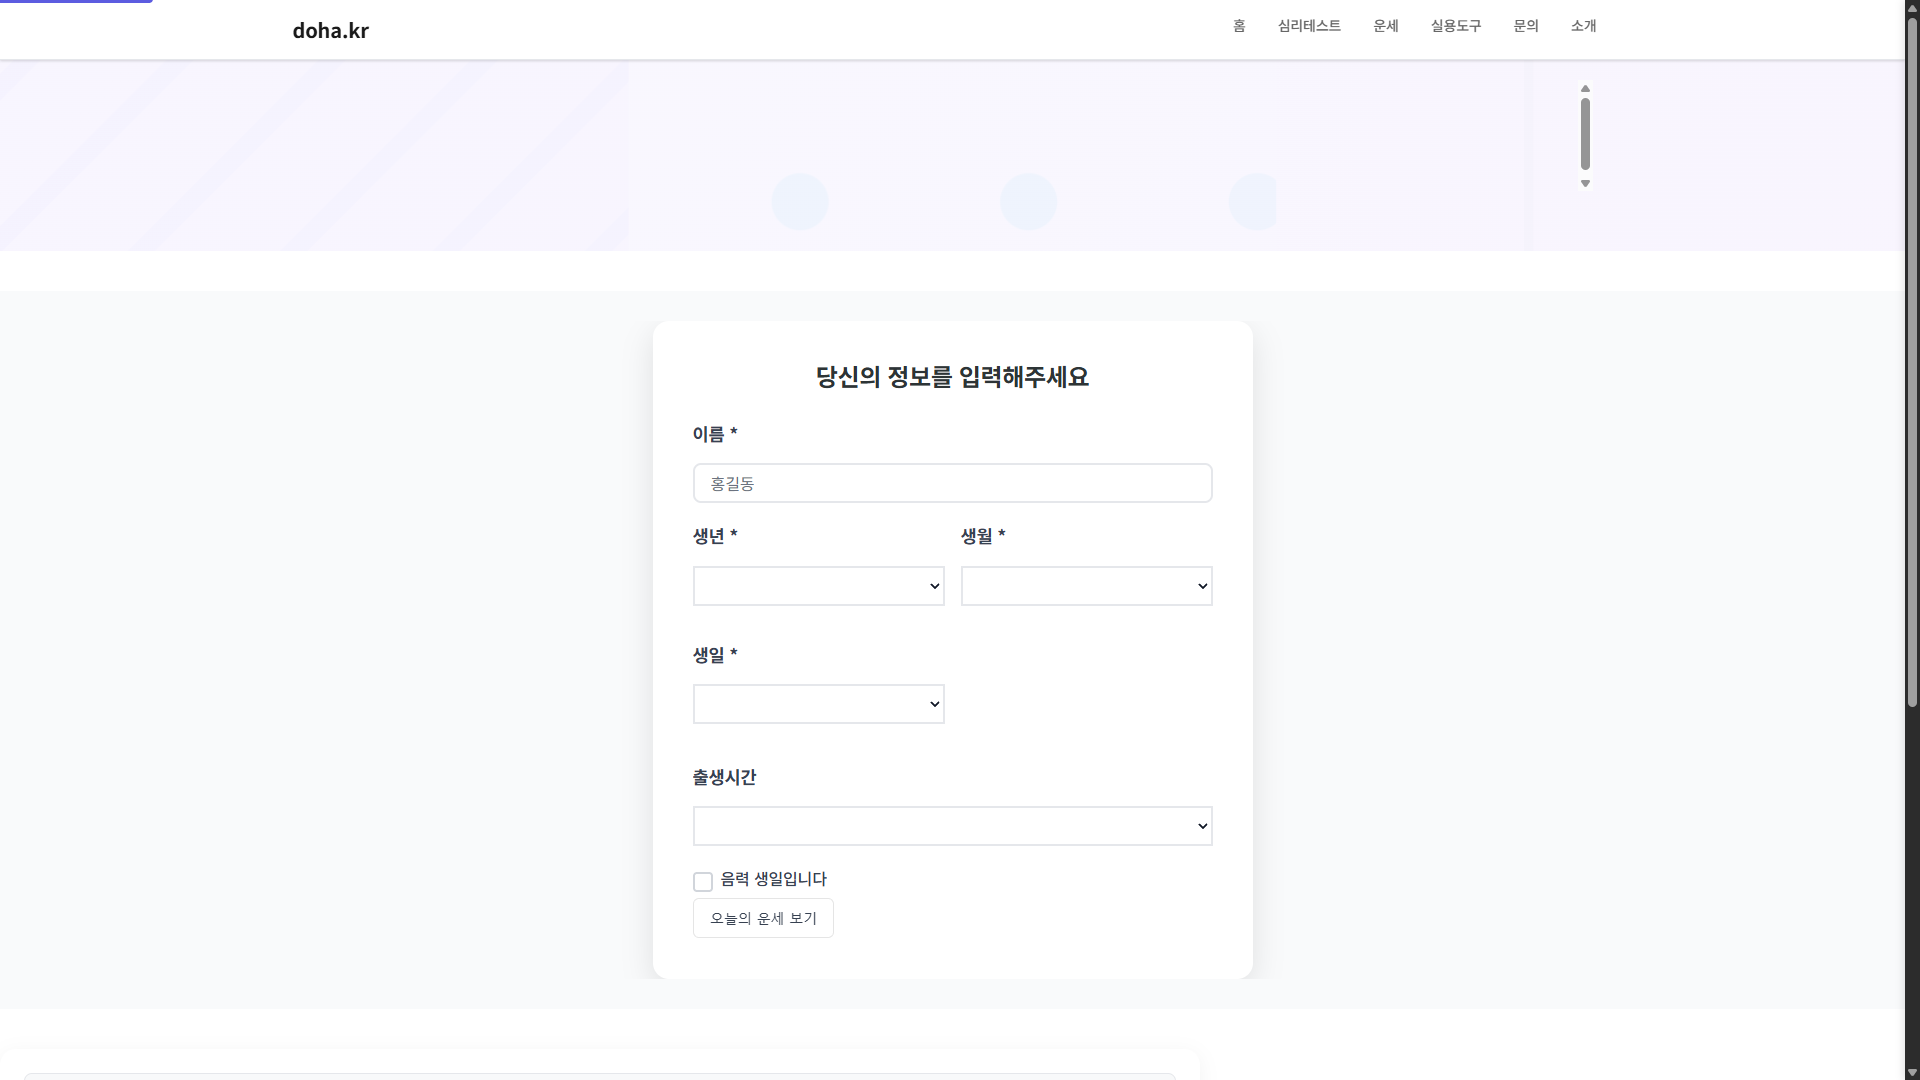 doha.kr
홈 심리테스트 운세 실용도구 문의 소개
당신의 정보를 입력해주세요
이름 *
홍길동
생년 * 생월 *
생일 *
출생시간
음력 생일입니다
오늘의 운세 보기